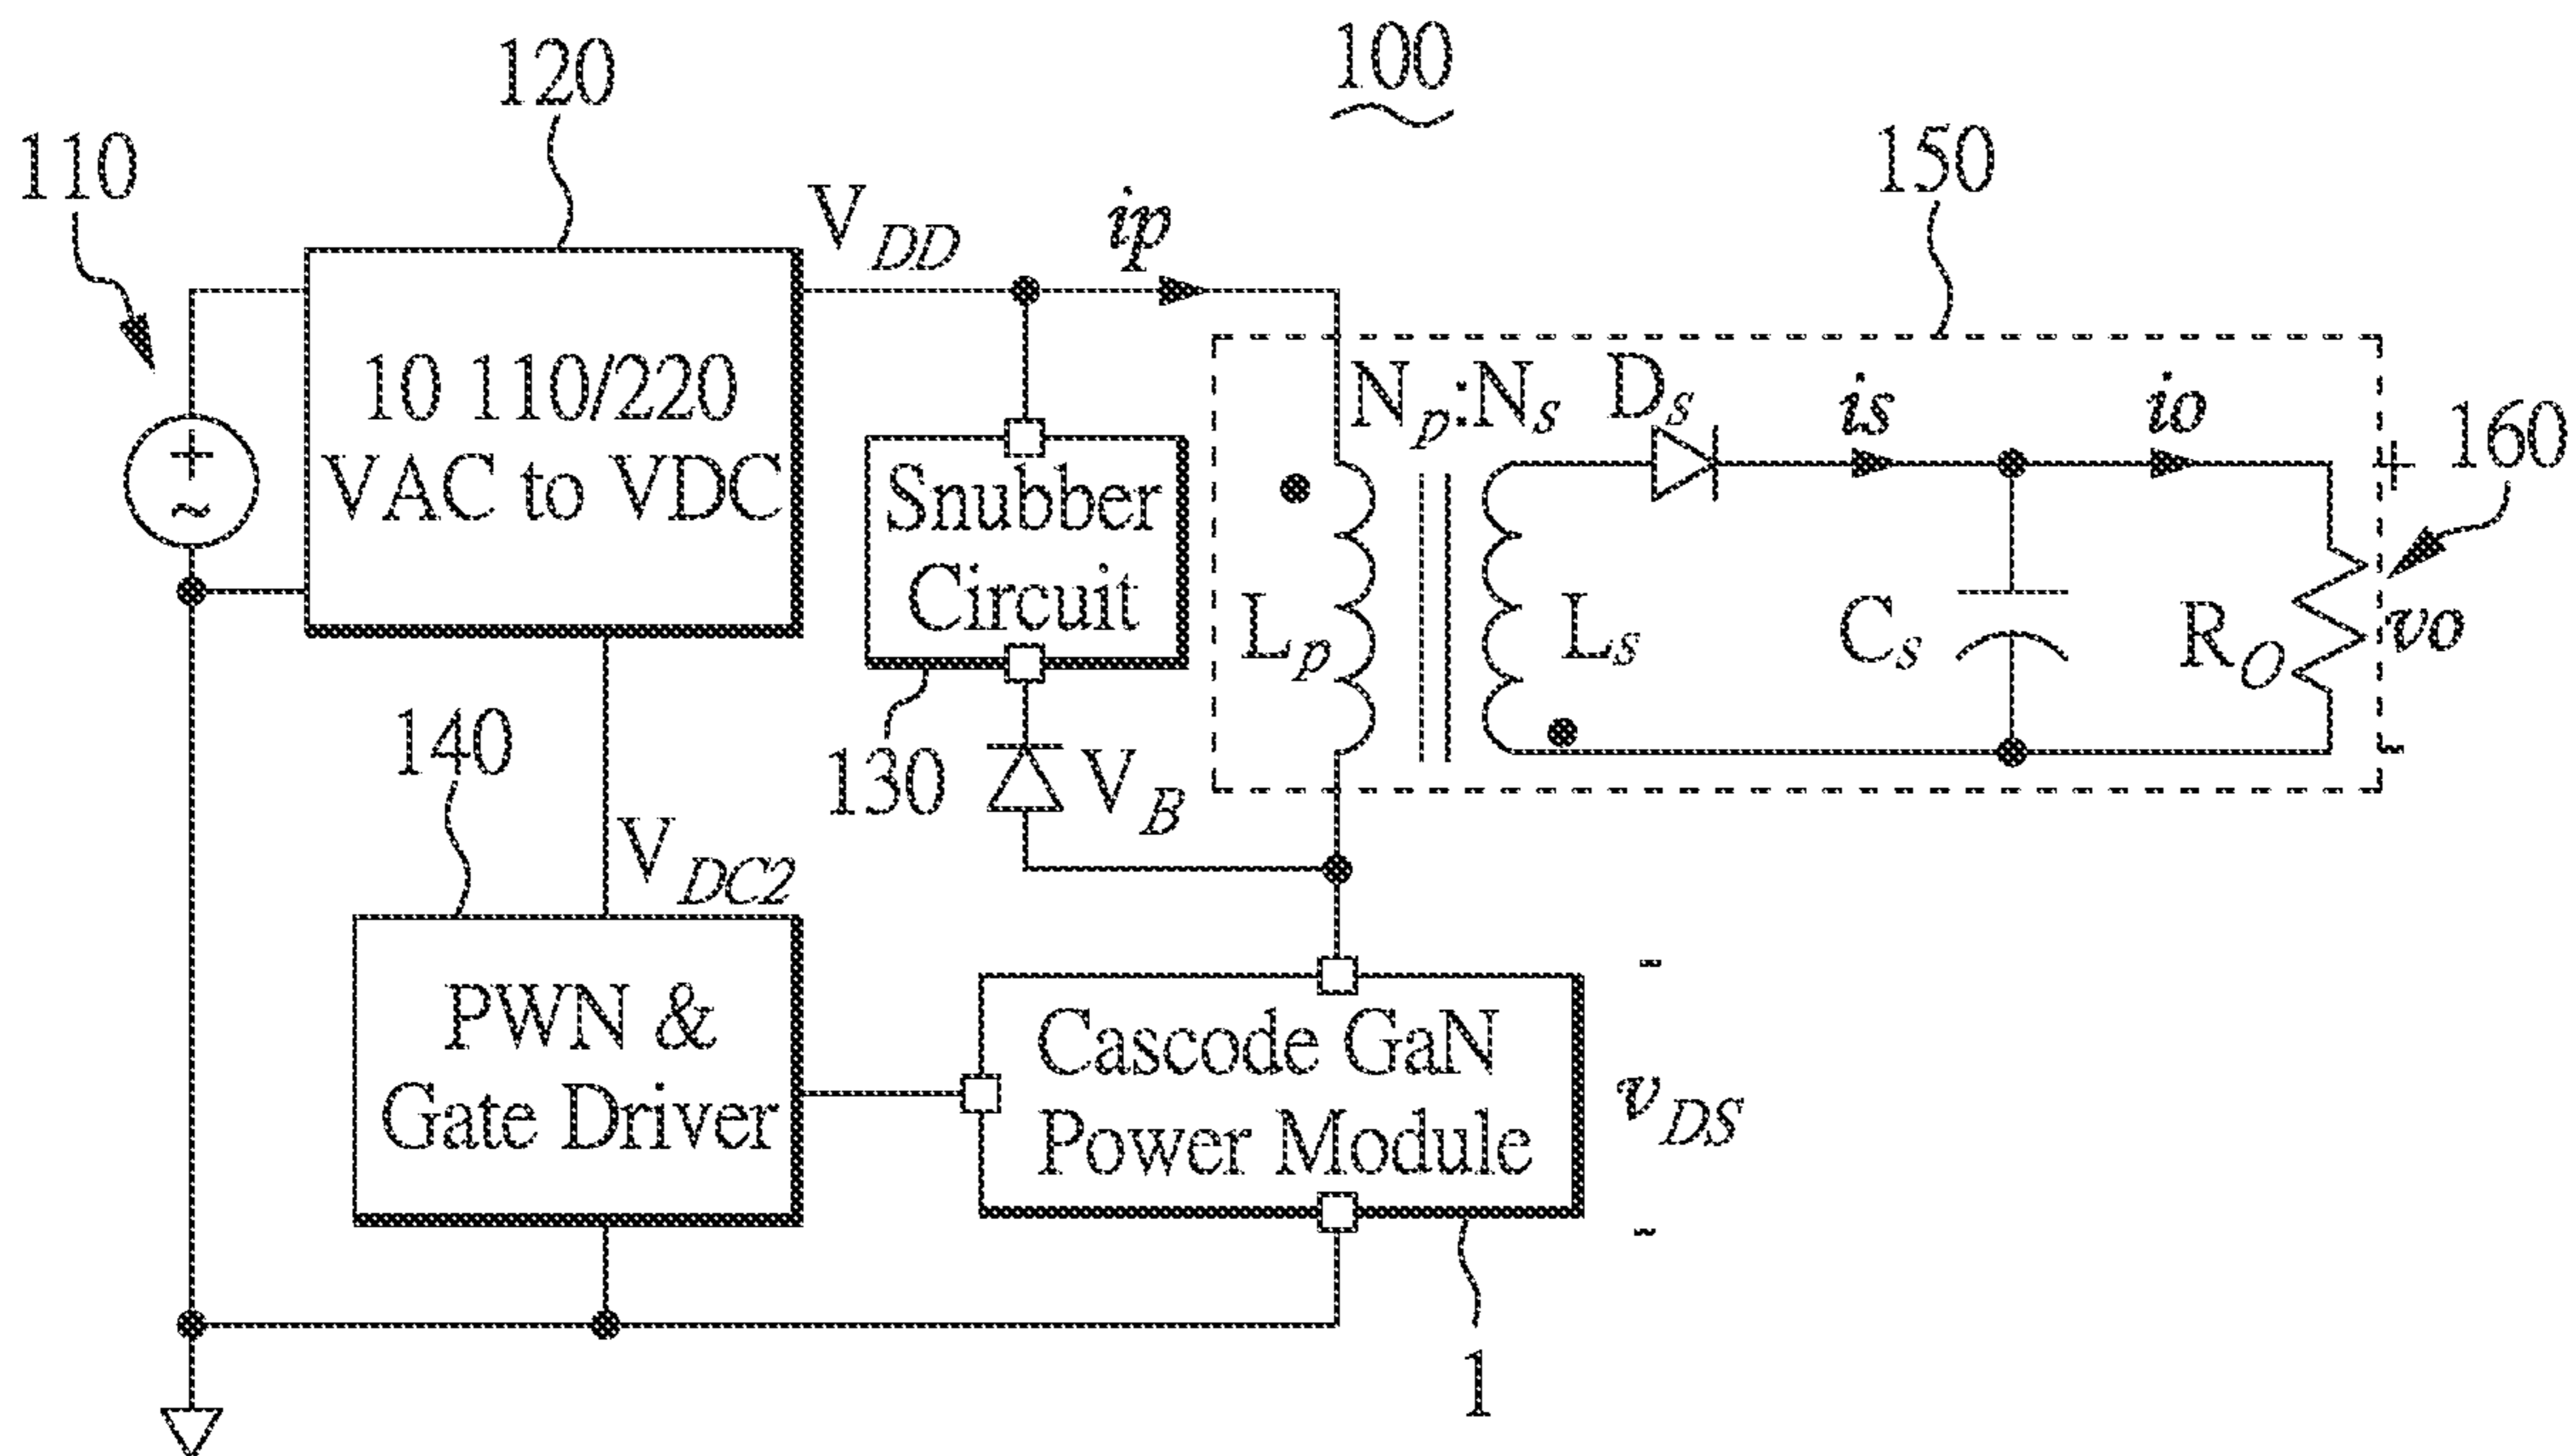 100
120
110
150
V_DD
ip
10 110/220
VAC to VDC
Snubber
Circuit
130
V_B
N_p:N_s
D_s
is
io
+
160
L_p
L_s
C_s
R_O
vo
-
140
V_DC2
PWN &
Gate Driver
Cascode GaN
Power Module
-
v_DS
-
1
+
~